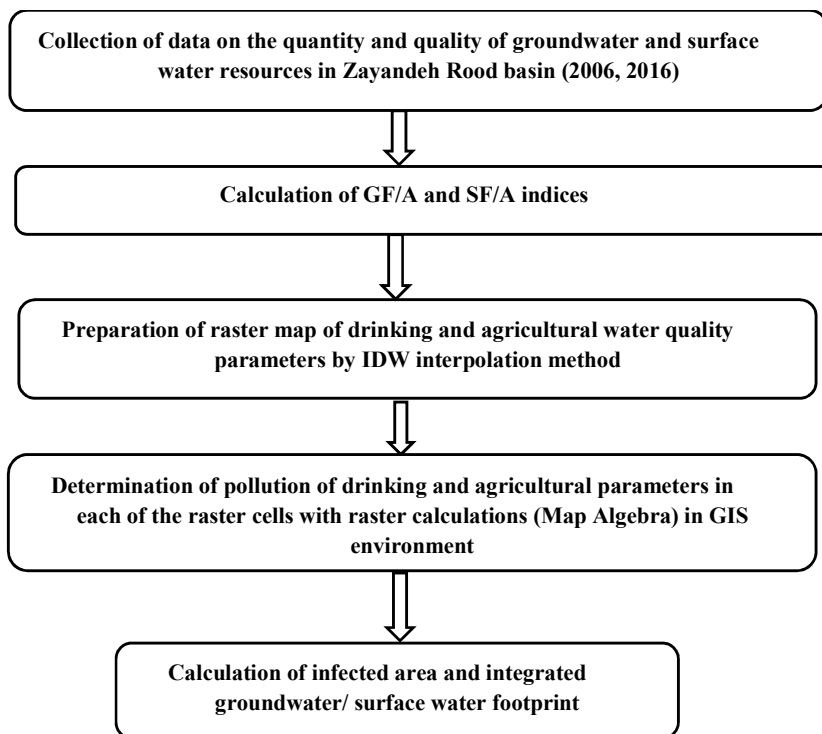 Collection of data on the quantity and quality of groundwater and surface
water resources in Zayandeh Rood basin (2006, 2016)
Calculation of GF/A and SF/A indices
Preparation of raster map of drinking and agricultural water quality
parameters by IDW interpolation method
Determination of pollution of drinking and agricultural parameters in
each of the raster cells with raster calculations (Map Algebra) in GIS
environment
Calculation of infected area and integrated
groundwater/ surface water footprint